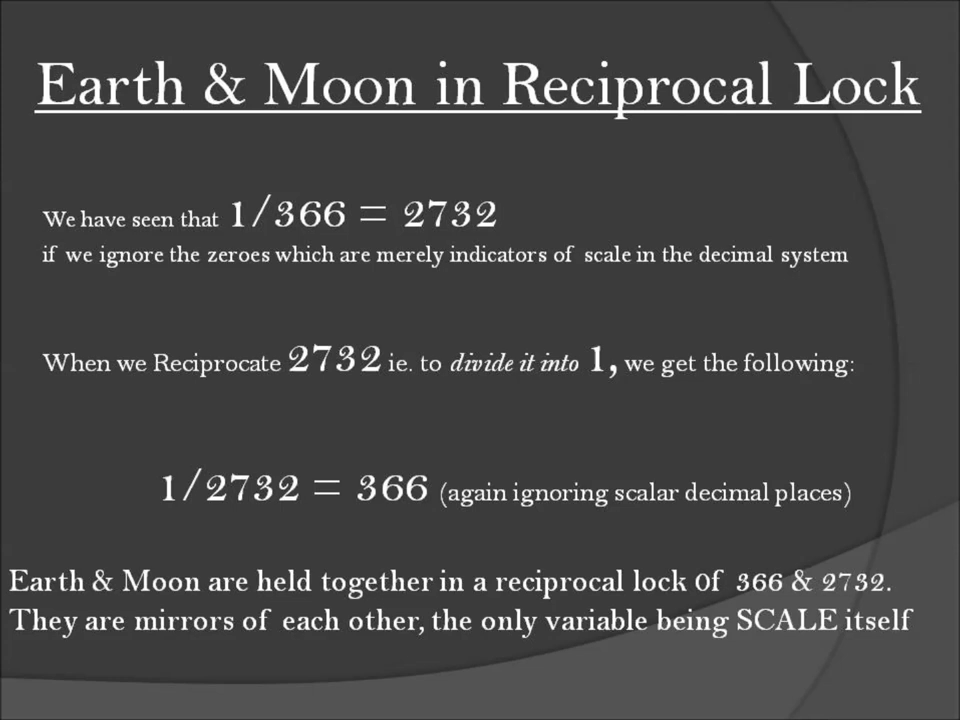 Earth & Moon in Reciprocal Lock
We have seen that 1/366 = 2732
if we ignore the zeroes which are merely indicators of scale in the decimal system
When we Reciprocate 2732 ie. to divide it into 1, we get the following:
1/2732 = 366 (again ignoring scalar decimal places)
Earth & Moon are held together in a reciprocal lock 0f 366 & 2732.
They are mirrors of each other, the only variable being SCALE itself